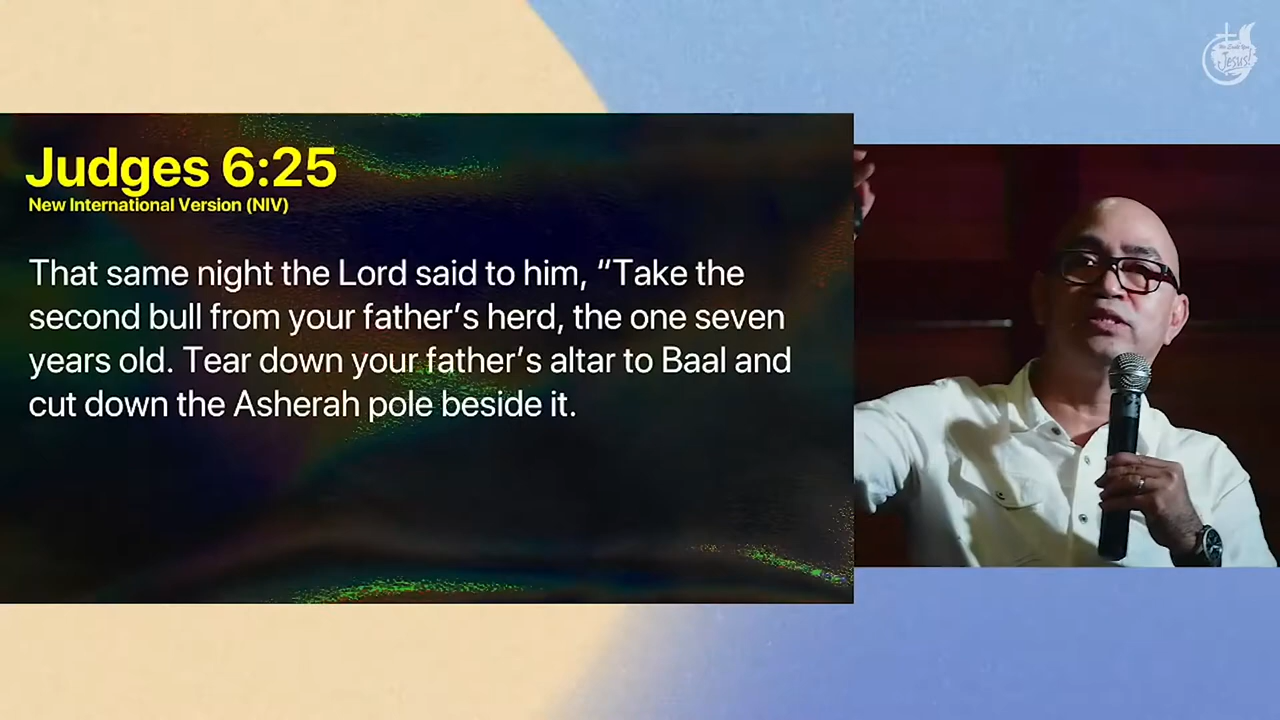 Judges 6:25
New International Version (NIV)
That same night the Lord said to him, “Take the
second bull from your father’s herd, the one seven
years old. Tear down your father’s altar to Baal and
cut down the Asherah pole beside it.
Jesus!